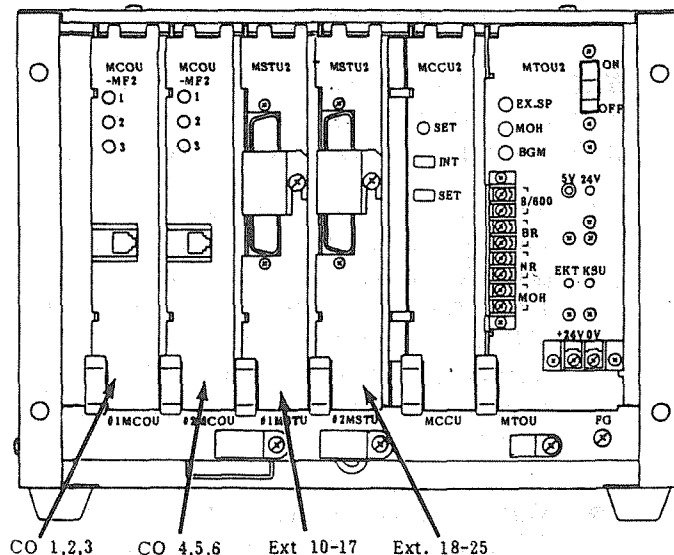 MCOU
-MF2
1
2
3
MCOU
-MF2
1
2
3
MSTU2
MSTU2
MCCU2
SET
INT
SET
MTOU2
ON
OFF
EX.SP
MOH
BGM
5V 24V
8/600
BR
NR
MOH
EKT KSU
+24V 0V
#1MCOU
#2MCOU
#1MSTU
#2MSTU
MCCU
MTOU
FG
CO 1,2,3
CO 4,5,6
Ext 10-17
Ext. 18-25